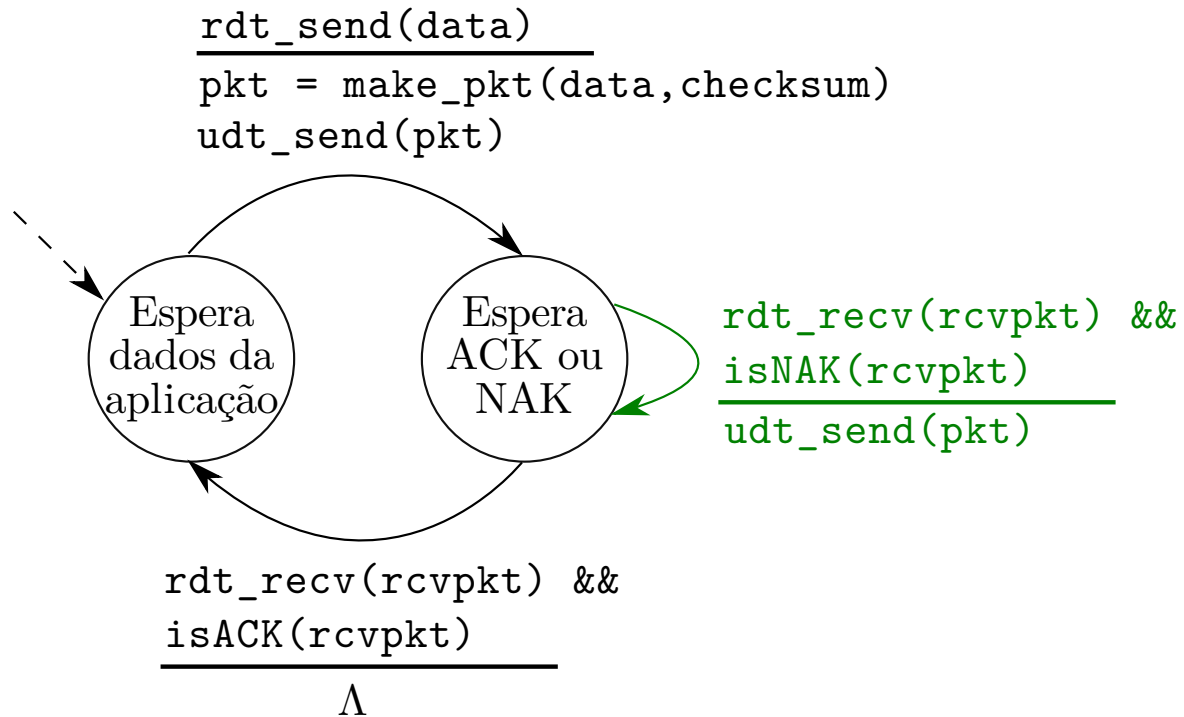 rdt_send(data)
pkt = make_pkt(data,checksum)
udt_send(pkt)
Espera
dados da
aplicação
Espera
ACK ou
NAK
rdt_recv(rcvpkt) &&
isNAK(rcvpkt)
udt_send(pkt)
rdt_recv(rcvpkt) &&
isACK(rcvpkt)
Λ